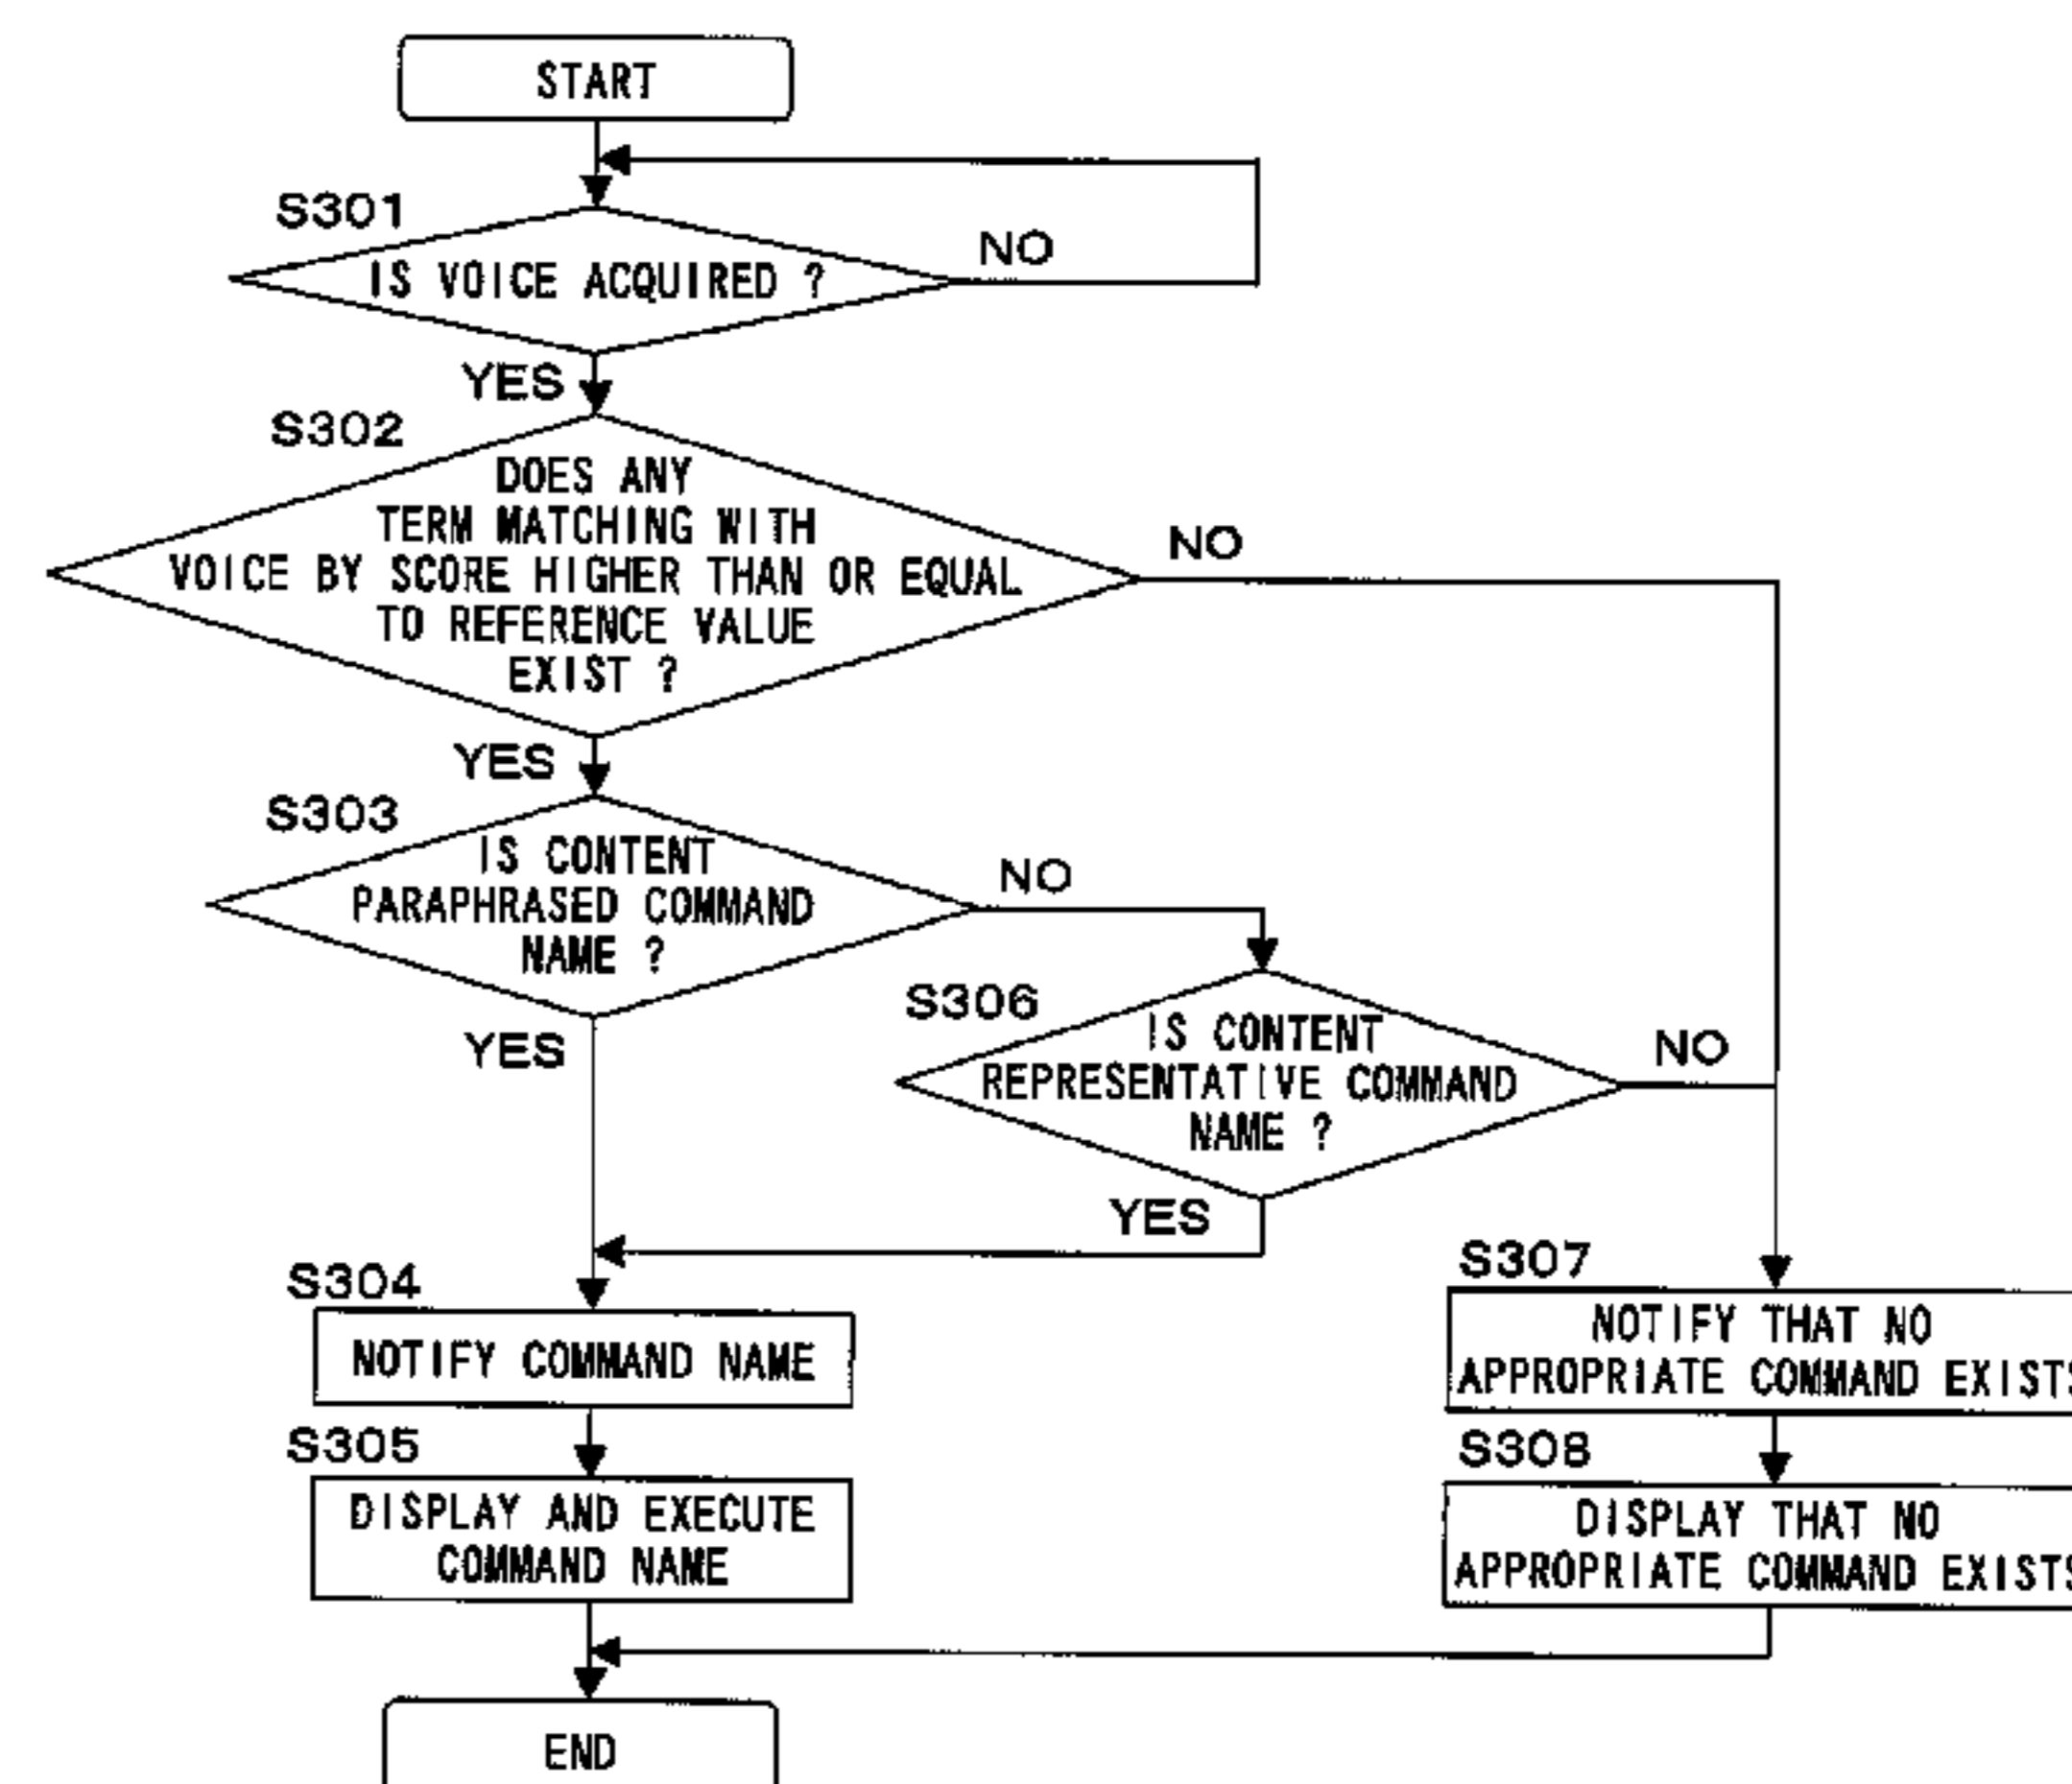 START
S301
IS VOICE ACQUIRED ?
NO
YES
S302
DOES ANY
TERM MATCHING WITH
VOICE BY SCORE HIGHER THAN OR EQUAL
TO REFERENCE VALUE
EXIST ?
NO
YES
S303
IS CONTENT
PARAPHRASED COMMAND
NAME ?
NO
YES
S306
IS CONTENT
REPRESENTATIVE COMMAND
NAME ?
NO
YES
S304
NOTIFY COMMAND NAME
S307
NOTIFY THAT NO
APPROPRIATE COMMAND EXISTS
S305
DISPLAY AND EXECUTE
COMMAND NAME
S308
DISPLAY THAT NO
APPROPRIATE COMMAND EXISTS
END